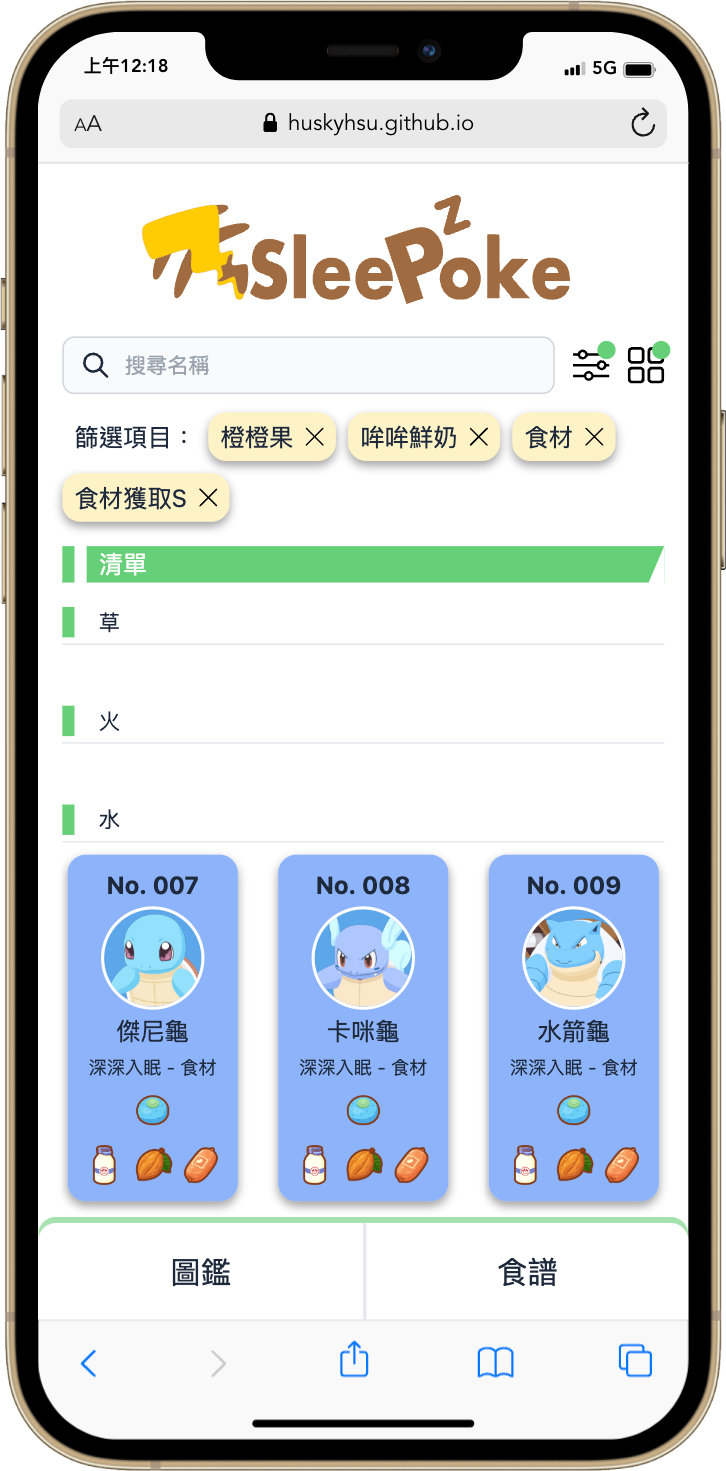 上午12:18
5G
AA
huskyhsu.github.io
SleePoke
z
搜尋名稱
篩選項目：
橙橙果
哞哞鮮奶
食材
食材獲取S
清單
草
火
水
No. 007
No. 008
No. 009
傑尼龜
卡咪龜
水箭龜
深深入眠 - 食材
深深入眠 - 食材
深深入眠 - 食材
圖鑑
食譜